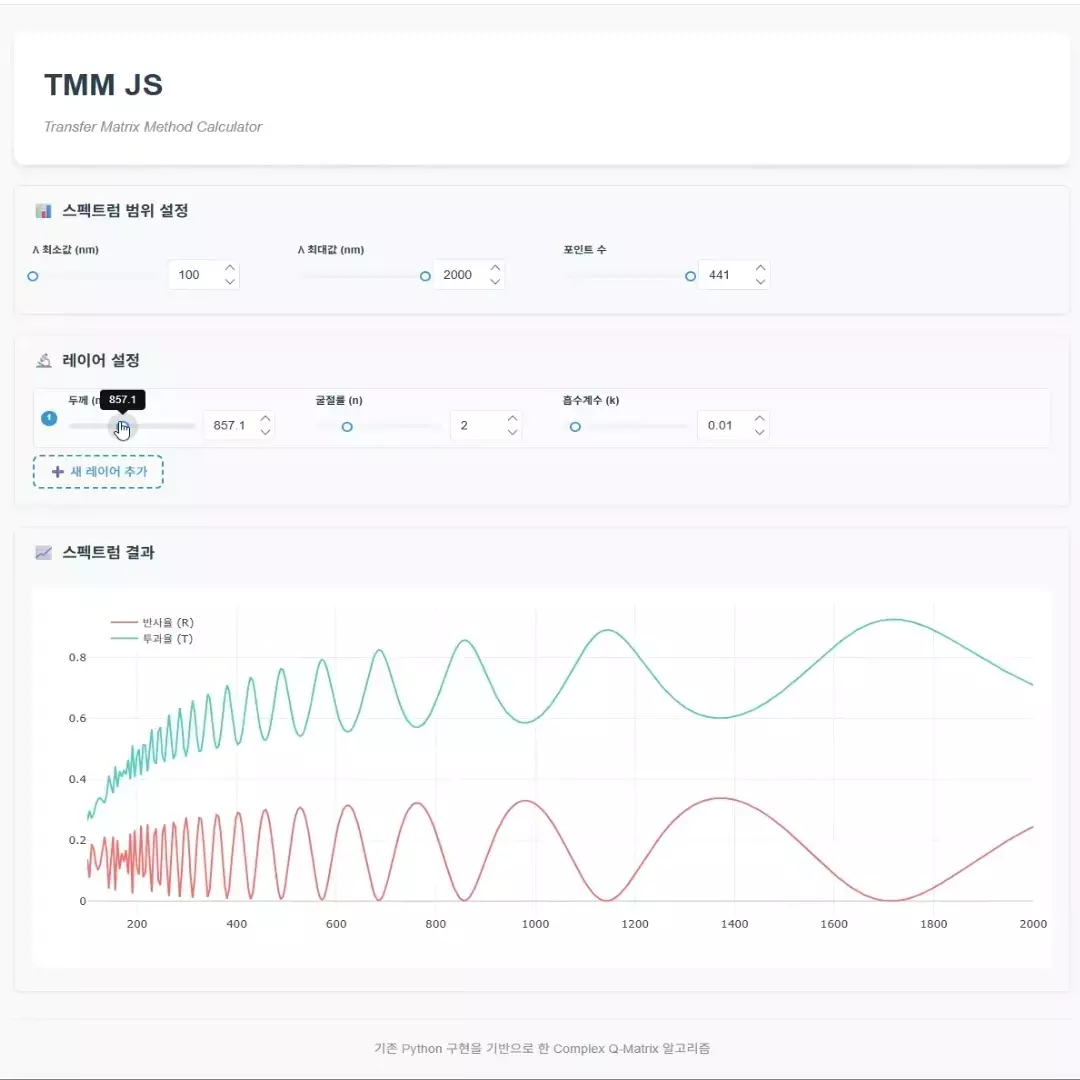 TMM JS
Transfer Matrix Method Calculator
스펙트럼 범위 설정
λ 최소값 (nm)
100
λ 최대값 (nm)
2000
포인트 수
441
레이어 설정
1
두께 (n
857.1
857.1
굴절률 (n)
2
흡수계수 (k)
0.01
새 레이어 추가
스펙트럼 결과
반사율 (R)
투과율 (T)
0.8
0.6
0.4
0.2
0
200 400 600 800 1000 1200 1400 1600 1800 2000
기존 Python 구현을 기반으로 한 Complex Q-Matrix 알고리즘